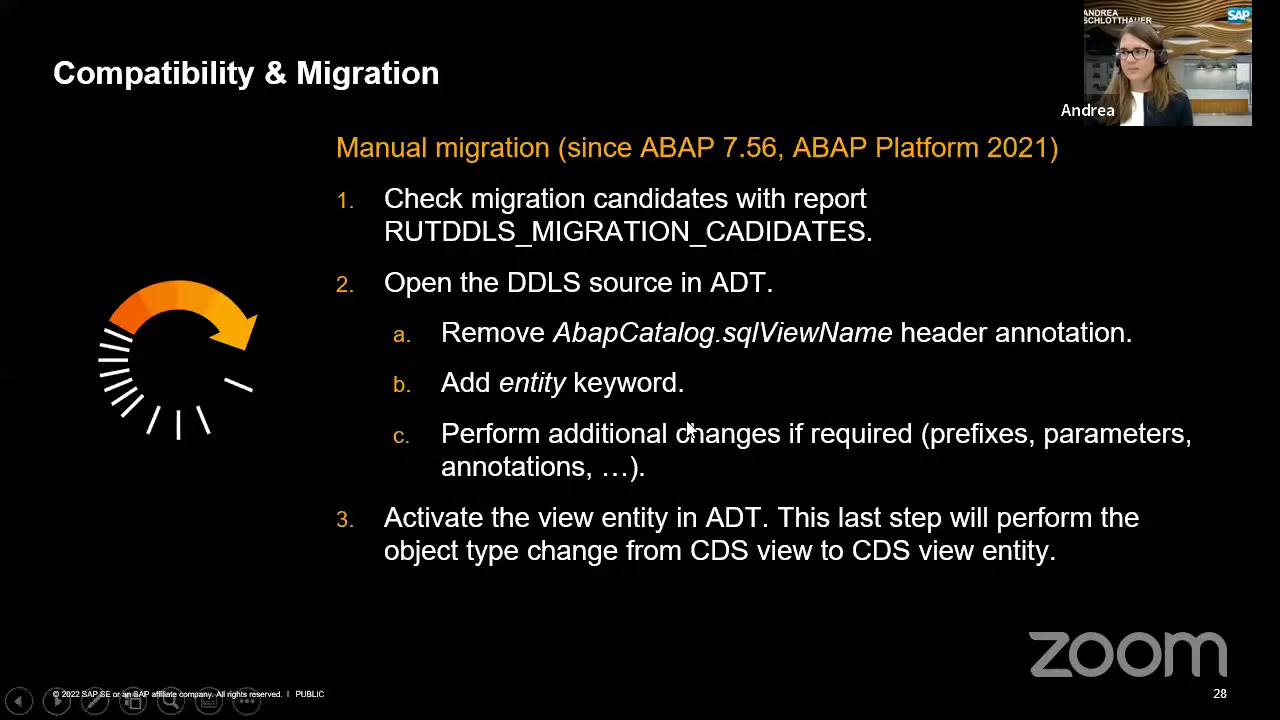 ANDREA
SCHLOTTHAUER
SAP
Andrea
Compatibility & Migration
Manual migration (since ABAP 7.56, ABAP Platform 2021)
1. Check migration candidates with report
RUTDDLS_MIGRATION_CADIDATES.
2. Open the DDLS source in ADT.
a. Remove AbapCatalog.sqlViewName header annotation.
b. Add entity keyword.
c. Perform additional changes if required (prefixes, parameters,
annotations, …).
3. Activate the view entity in ADT. This last step will perform the
object type change from CDS view to CDS view entity.
zoom
© 2022 SAP SE or an SAP affiliate company. All rights reserved. | PUBLIC
28